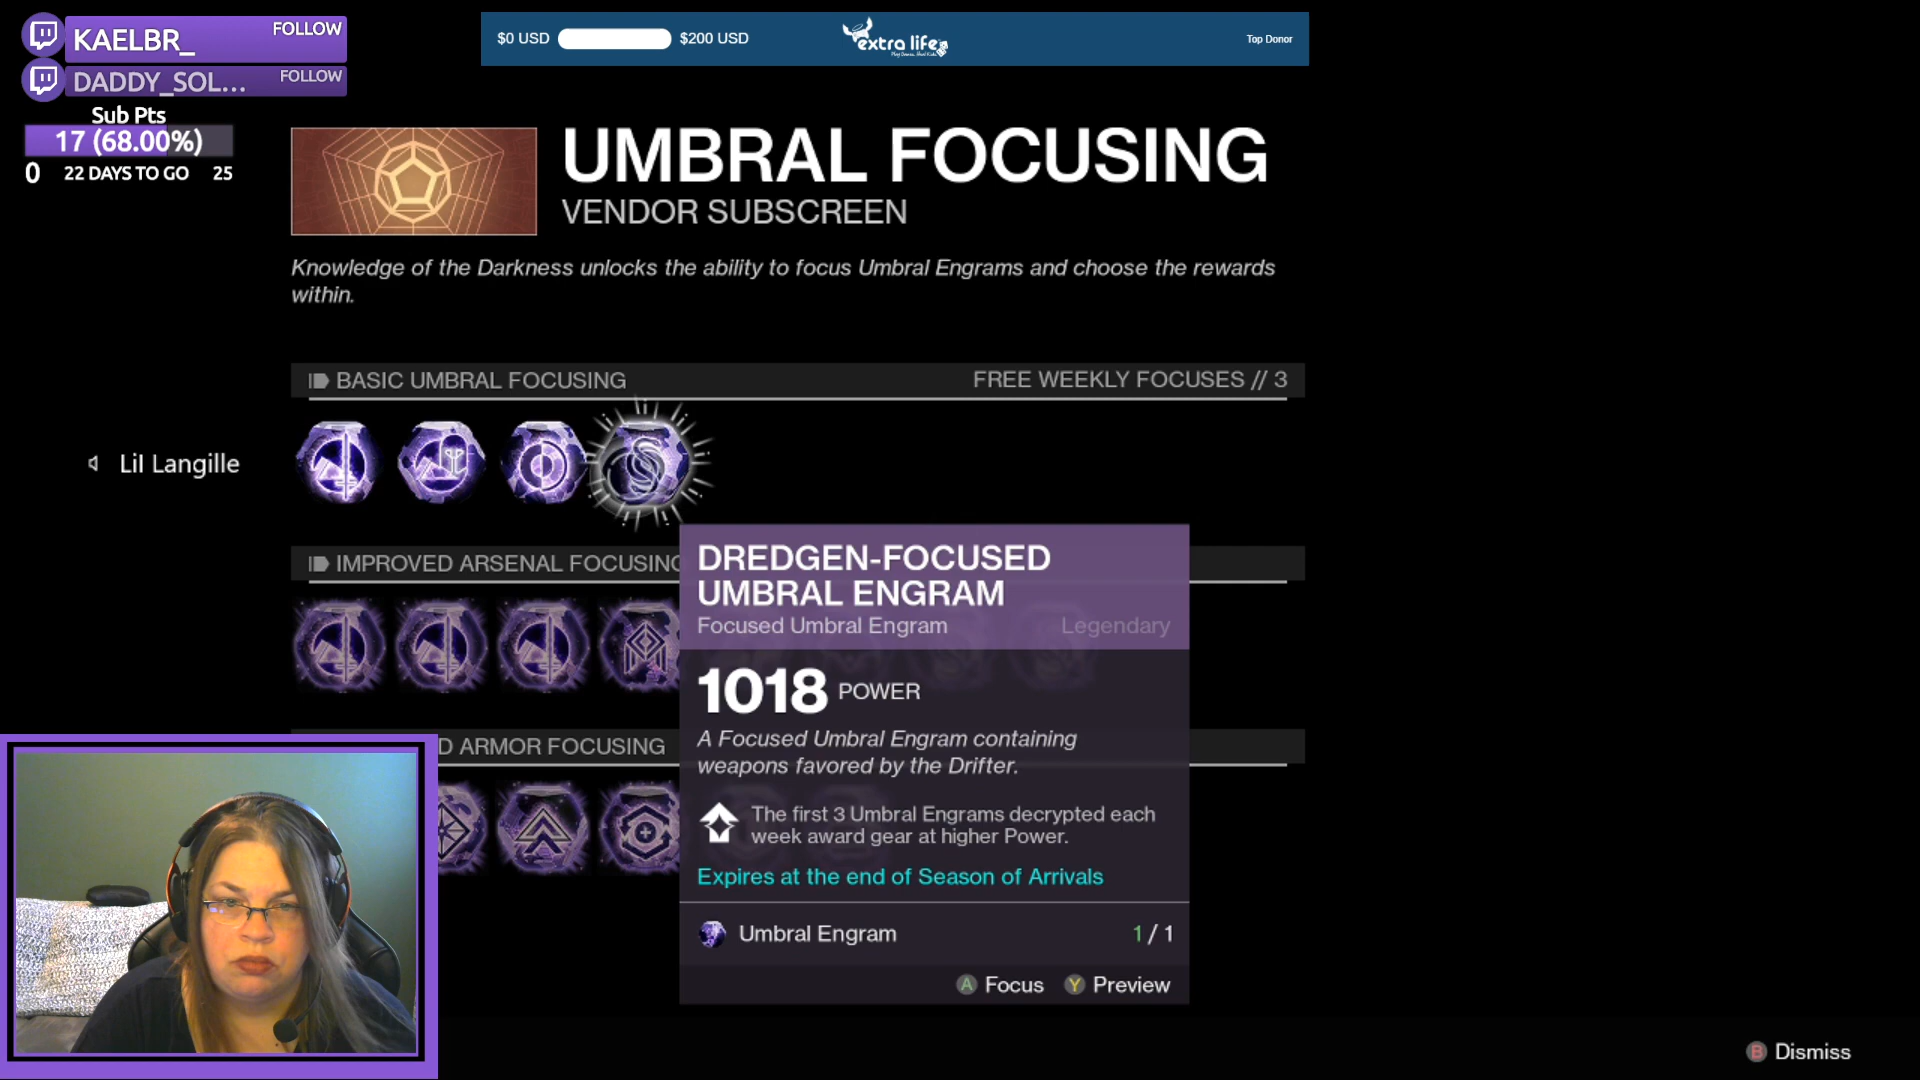 KAELBR_ FOLLOW
DADDY_SOL... FOLLOW
Sub Pts
17 (68.00%)
0 22 DAYS TO GO 25
$0 USD $200 USD
extra life
Top Donor
UMBRAL FOCUSING
VENDOR SUBSCREEN
Knowledge of the Darkness unlocks the ability to focus Umbral Engrams and choose the rewards
within.
BASIC UMBRAL FOCUSING FREE WEEKLY FOCUSES // 3
Lil Langille
IMPROVED ARSENAL FOCUSING
DREDGEN-FOCUSED
UMBRAL ENGRAM
Focused Umbral Engram Legendary
1018 POWER
A Focused Umbral Engram containing
weapons favored by the Drifter.
The first 3 Umbral Engrams decrypted each
week award gear at higher Power.
Expires at the end of Season of Arrivals
Umbral Engram 1 / 1
A Focus Y Preview
D ARMOR FOCUSING
B Dismiss